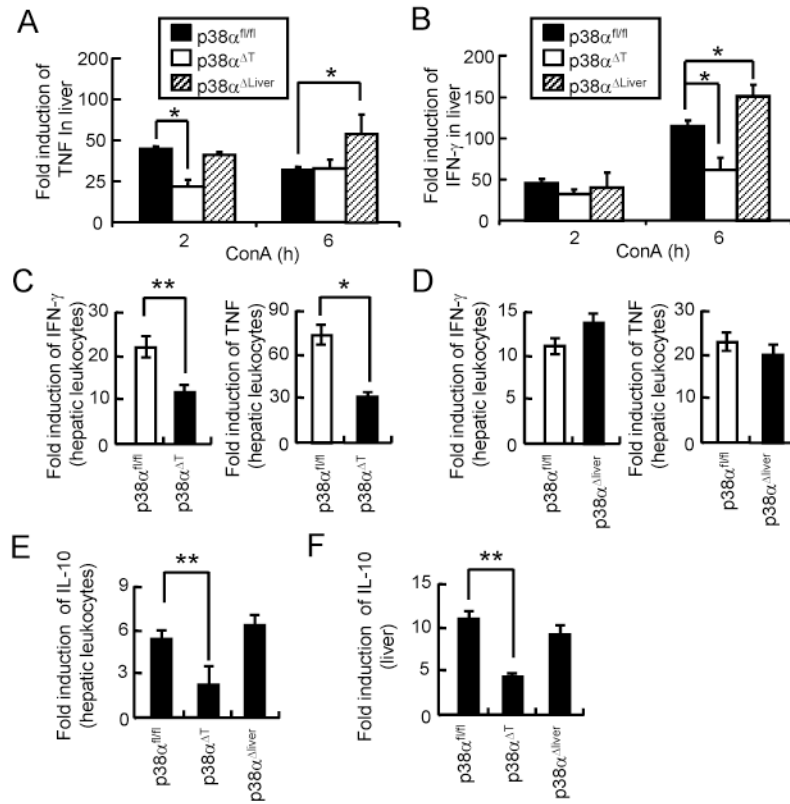 A
p38α^fl/fl
p38α^ΔT
p38α^ΔLiver
Fold induction of
TNF In liver
200
100
50
25
0
*
*
2
6
ConA (h)
B
p38α^fl/fl
p38α^ΔT
p38α^ΔLiver
Fold induction of
IFN-γ in liver
200
150
100
50
0
*
*
2
6
ConA (h)
C
Fold induction of IFN-γ
(hepatic leukocytes)
30
20
10
0
**
p38α^fl/fl
p38α^ΔT
Fold induction of TNF
(hepatic leukocytes)
90
60
30
0
*
p38α^fl/fl
p38α^ΔT
D
Fold induction of IFN-γ
(hepatic leukocytes)
15
10
5
0
p38α^fl/fl
p38α^Δliver
Fold induction of TNF
(hepatic leukocytes)
30
20
10
0
p38α^fl/fl
p38α^Δliver
E
Fold induction of IL-10
(hepatic leukocytes)
9
6
3
0
**
p38α^fl/fl
p38α^ΔT
p38α^Δliver
F
Fold induction of IL-10
(liver)
15
10
5
0
**
p38α^fl/fl
p38α^ΔT
p38α^Δliver